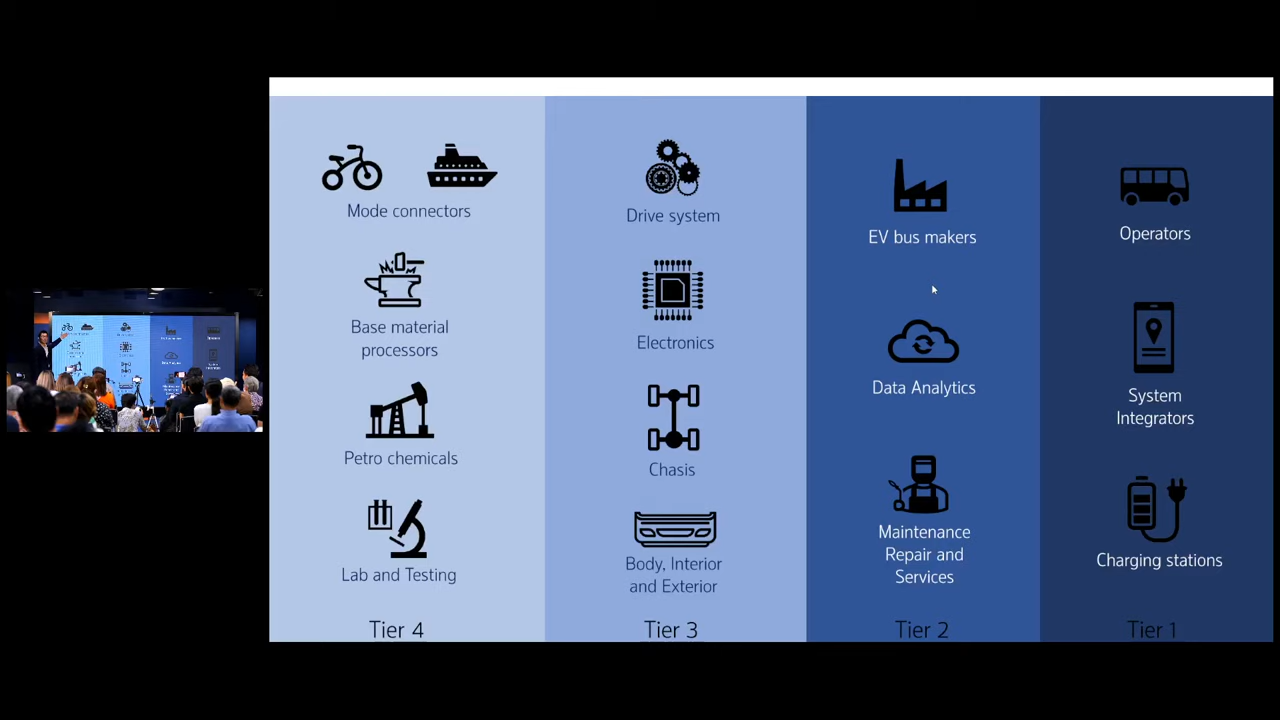 Mode connectors
Base material
processors
Petro chemicals
Lab and Testing
Tier 4
Drive system
Electronics
Chasis
Body, Interior
and Exterior
Tier 3
EV bus makers
Data Analytics
Maintenance
Repair and
Services
Tier 2
Operators
System
Integrators
Charging stations
Tier 1